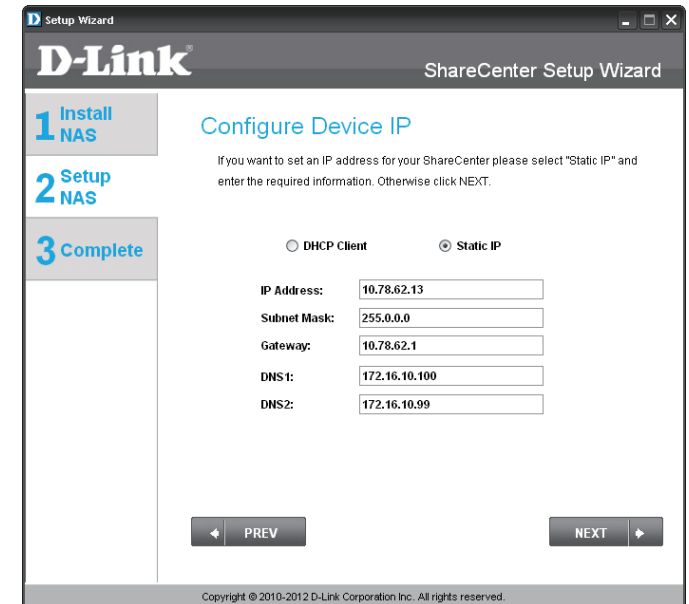 Setup Wizard
D-Link®
ShareCenter Setup Wizard
1 Install
NAS
2 Setup
NAS
3 Complete
Configure Device IP
If you want to set an IP address for your ShareCenter please select "Static IP" and
enter the required information. Otherwise click NEXT.
DHCP Client
Static IP
IP Address: 10.78.62.13
Subnet Mask: 255.0.0.0
Gateway: 10.78.62.1
DNS1: 172.16.10.100
DNS2: 172.16.10.99
PREV
NEXT
Copyright © 2010-2012 D-Link Corporation Inc. All rights reserved.